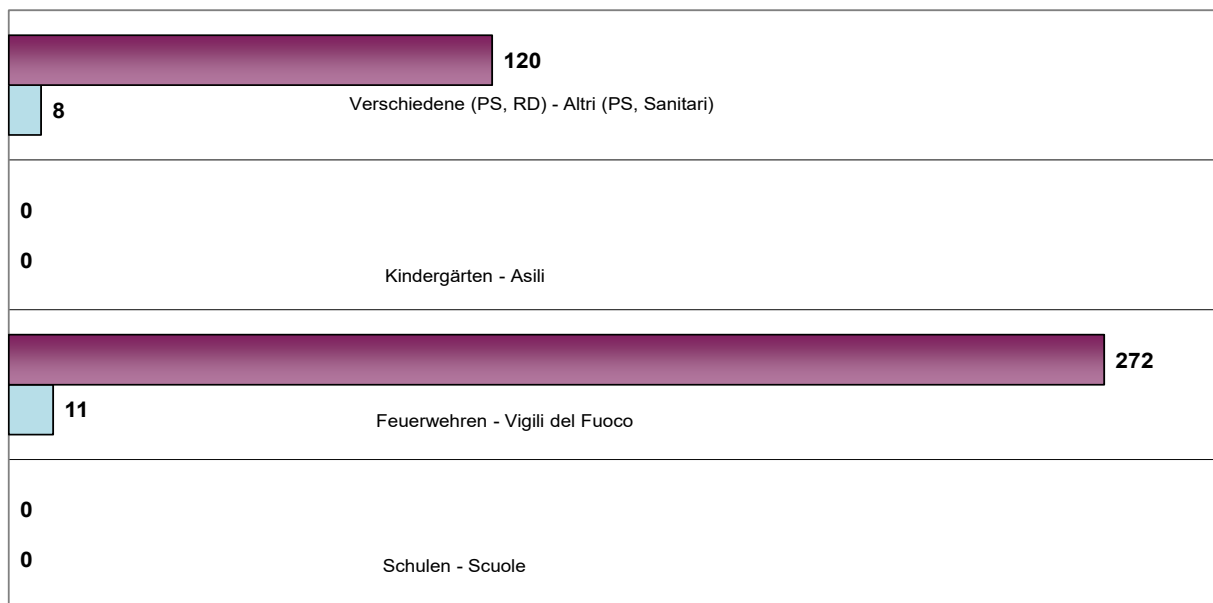 120
8
Verschiedene (PS, RD) - Altri (PS, Sanitari)
0
0
Kindergärten - Asili
272
11
Feuerwehren - Vigili del Fuoco
0
0
Schulen - Scuole